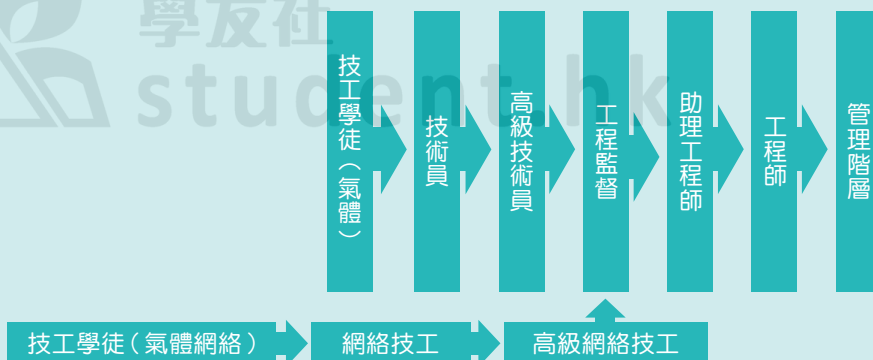 學友社
student.hk
技工學徒（氣體）
技術員
高級技術員
工程監督
助理工程師
工程師
管理階層
技工學徒（氣體網絡）
網絡技工
高級網絡技工